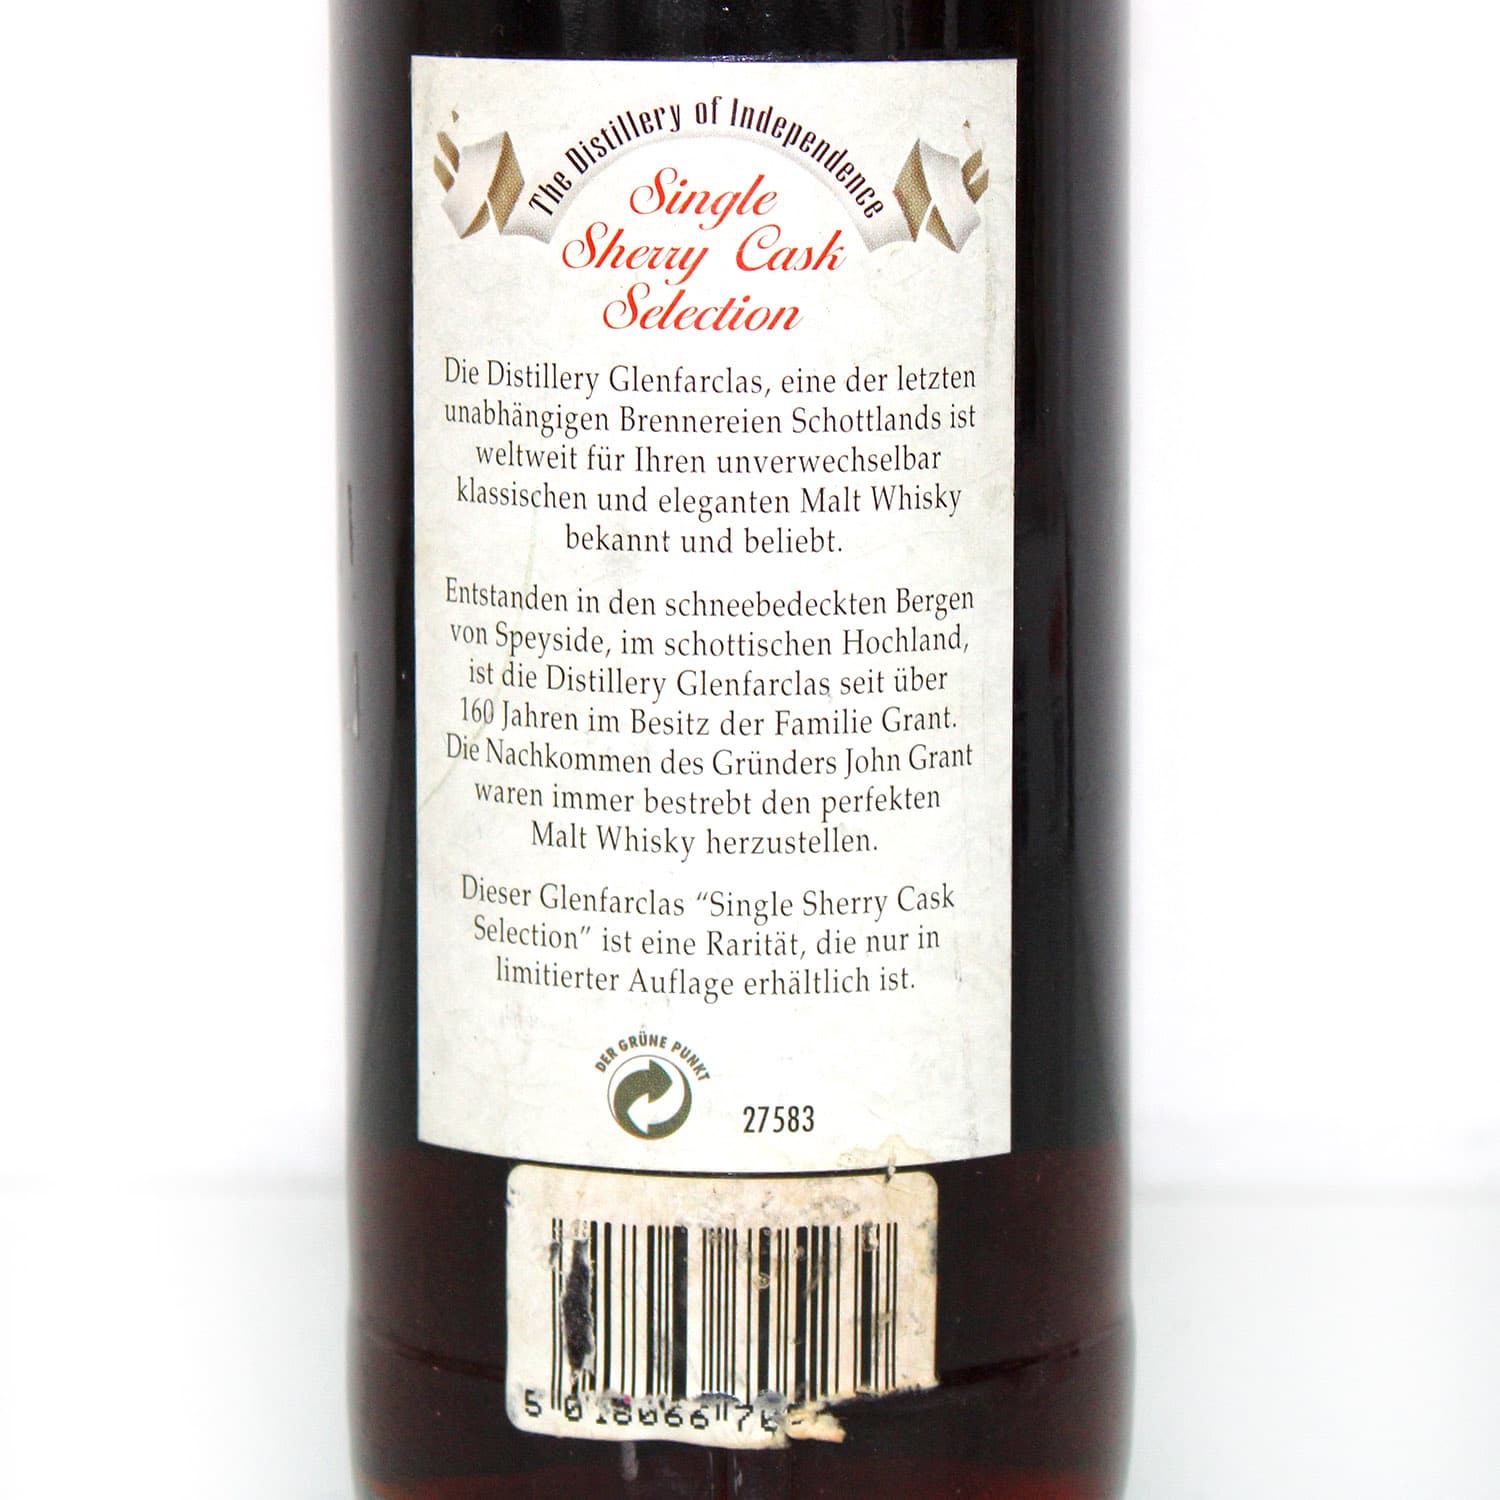 The Distillery of Independence
Single
Sherry Cask
Selection
Die Distillery Glenfarclas, eine der letzten
unabhängigen Brennereien Schottlands ist
weltweit für Ihren unverwechselbar
klassischen und eleganten Malt Whisky
bekannt und beliebt.
Entstanden in den schneebedeckten Bergen
von Speyside, im schottischen Hochland,
ist die Distillery Glenfarclas seit über
160 Jahren im Besitz der Familie Grant.
Die Nachkommen des Gründers John Grant
waren immer bestrebt den perfekten
Malt Whisky herzustellen.
Dieser Glenfarclas "Single Sherry Cask
Selection" ist eine Rarität, die nur in
limitierter Auflage erhältlich ist.
DER GRÜNE PUNKT
27583
5 018066